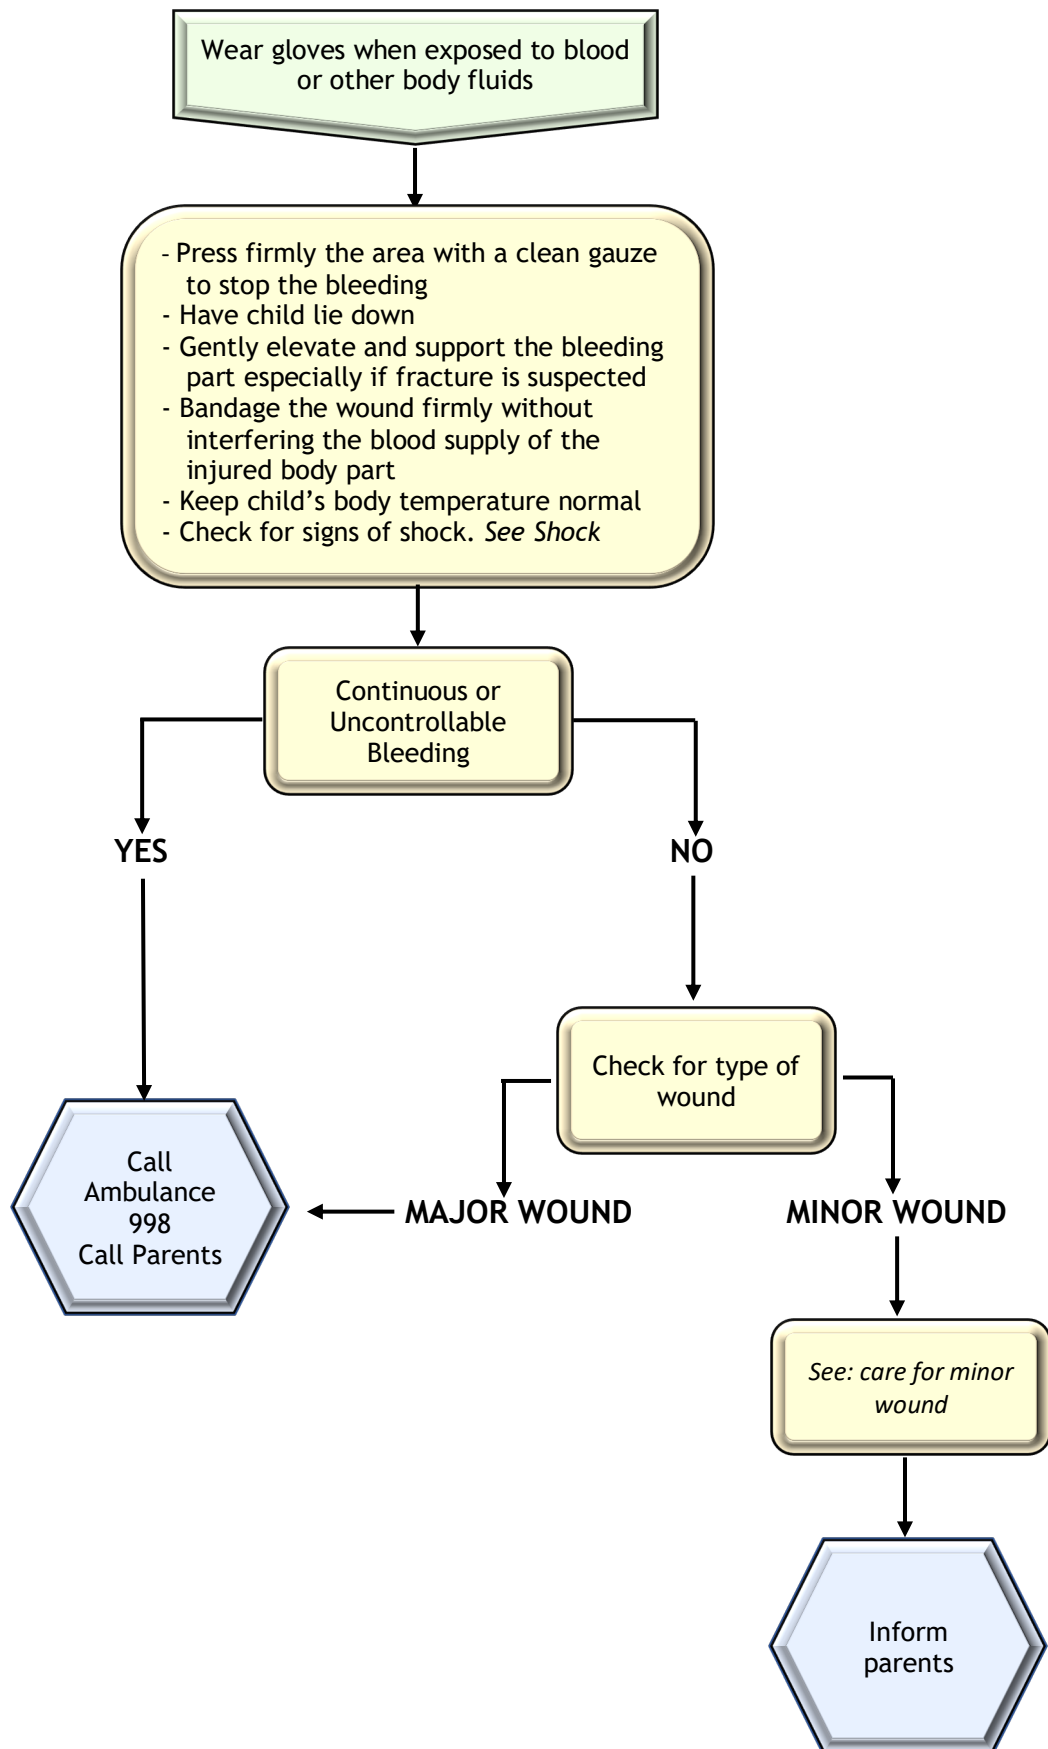 Wear gloves when exposed to blood
or other body fluids
- Press firmly the area with a clean gauze
to stop the bleeding
- Have child lie down
- Gently elevate and support the bleeding
part especially if fracture is suspected
- Bandage the wound firmly without
interfering the blood supply of the
injured body part
- Keep child’s body temperature normal
- Check for signs of shock. See Shock
Continuous or
Uncontrollable
Bleeding
YES
NO
Check for type of
wound
Call
Ambulance
998
Call Parents
MAJOR WOUND
MINOR WOUND
See: care for minor
wound
Inform
parents